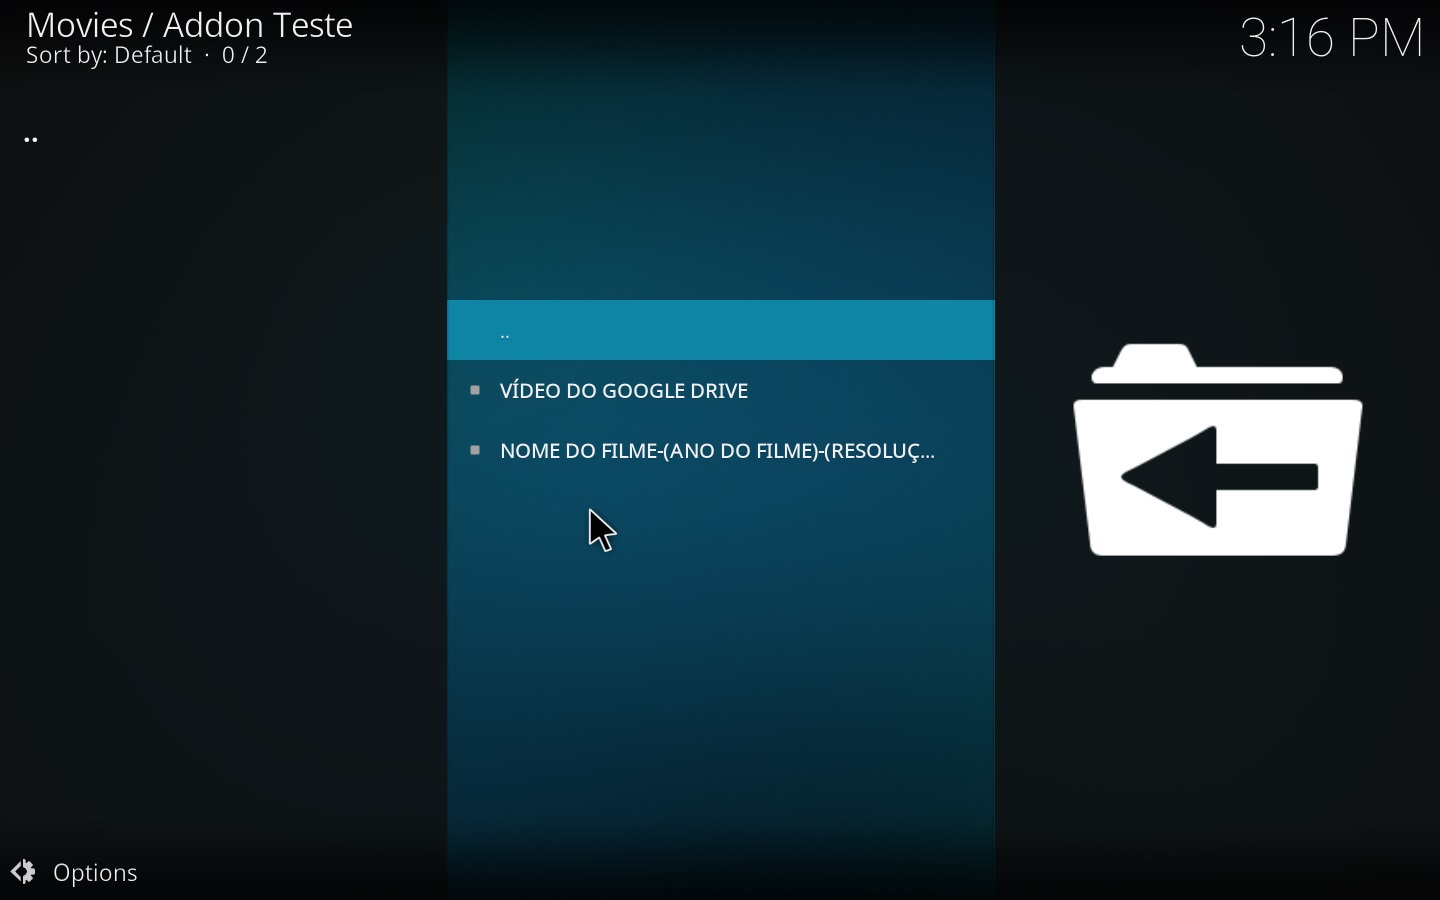 Movies / Addon Teste
Sort by: Default · 0 / 2
3:16 PM
..
..
VÍDEO DO GOOGLE DRIVE
NOME DO FILME-(ANO DO FILME)-(RESOLUÇ...
Options